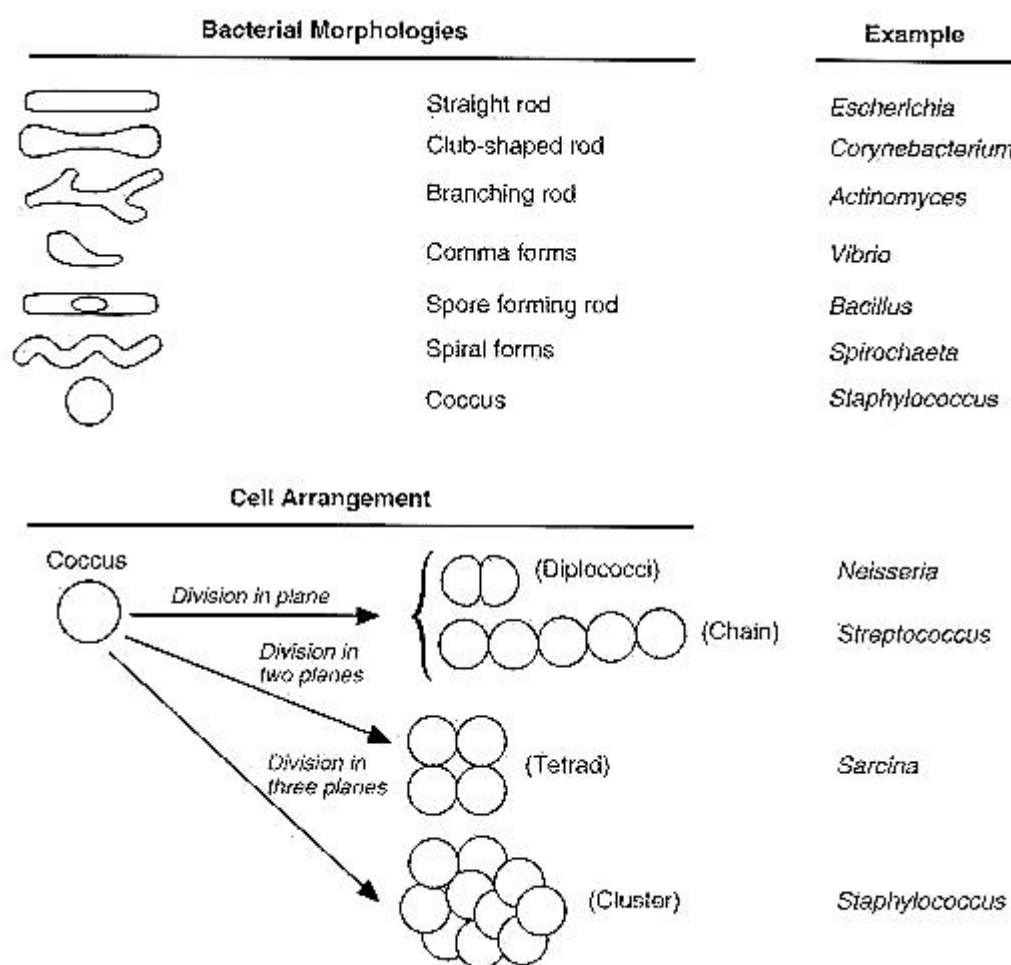 Bacterial Morphologies Example
Straight rod Escherichia
Club-shaped rod Corynebacterium
Branching rod Actinomyces
Comma forms Vibrio
Spore forming rod Bacillus
Spiral forms Spirochaeta
Coccus Staphylococcus
Cell Arrangement
Coccus
Division in plane
(Diplococci) Neisseria
(Chain) Streptococcus
Division in
two planes
(Tetrad) Sarcina
Division in
three planes
(Cluster) Staphylococcus